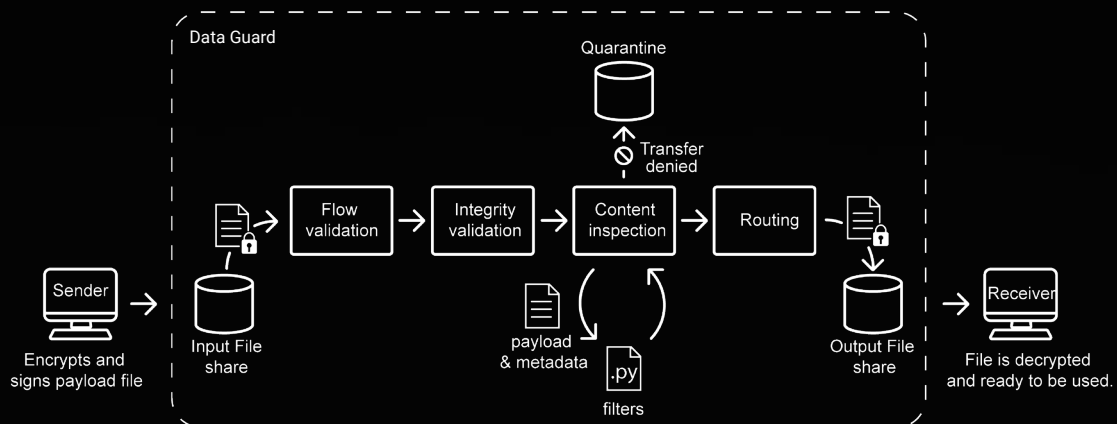 Data Guard
Quarantine
Transfer
denied
Flow
validation
Integrity
validation
Content
inspection
Routing
Sender
Encrypts and
signs payload file
Input File
share
payload
& metadata
.py
filters
Output File
share
Receiver
File is decrypted
and ready to be used.